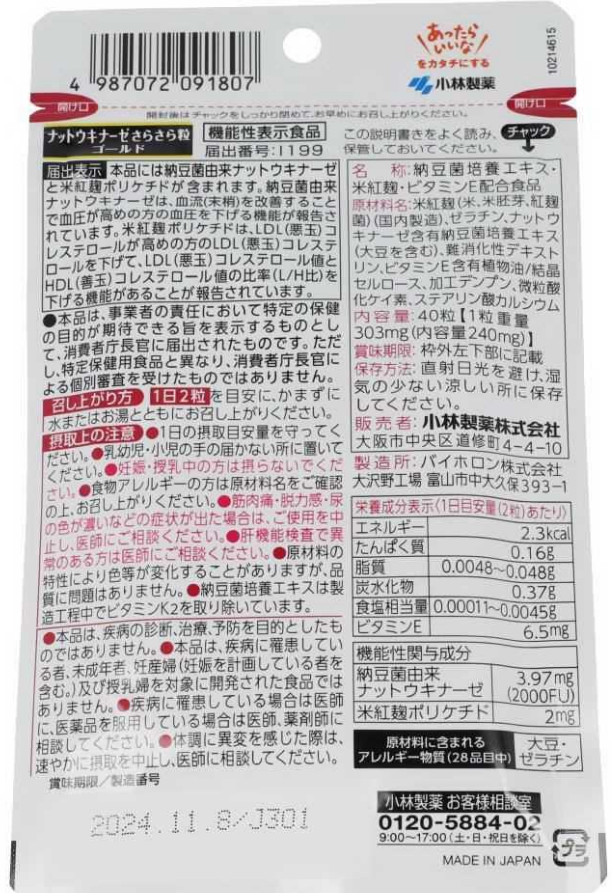 あったら
いいな
をカタチにする
小林製薬
10214615
4 987072 091807
開け口
開け口
開封後はチャックをしっかり閉めて、お早めにお召し上がりください。
ナットウキナーゼさらさら粒
ゴールド
機能性表示食品
届出番号:I199
この説明書きをよく読み、
保管しておいてください。
チャック
届出表示 本品には納豆菌由来ナットウキナーゼ
と米紅麹ポリケチドが含まれます。納豆菌由来
ナットウキナーゼは、血流(末梢)を改善すること
で血圧が高めの方の血圧を下げる機能が報告さ
れています。米紅麹ポリケチドは、LDL(悪玉)コ
レステロールが高めの方のLDL(悪玉)コレステ
ロールを下げて、LDL(悪玉)コレステロール値と
HDL(善玉)コレステロール値の比率(L/H比)を
下げる機能があることが報告されています。
●本品は、事業者の責任において特定の保健
の目的が期待できる旨を表示するものとし
て、消費者庁長官に届出されたものです。ただ
し、特定保健用食品と異なり、消費者庁長官に
よる個別審査を受けたものではありません。
召し上がり方 1日2粒を目安に、かまずに
水またはお湯とともにお召し上がりください。
摂取上の注意 ●1日の摂取目安量を守ってく
ださい。●乳幼児・小児の手の届かない所に置いて
ください。●妊娠・授乳中の方は摂らないでくだ
さい。●食物アレルギーの方は原材料名をご確認
の上、お召し上がりください。●筋肉痛・脱力感・尿
の色が濃いなどの症状が出た場合は、ご使用を中
止し、医師にご相談ください。●肝機能検査で異
常のある方は医師にご相談ください。●原材料の
特性により色等が変化することがありますが、品
質に問題はありません。●納豆菌培養エキスは製
造工程中でビタミンK2を取り除いています。
●本品は、疾病の診断、治療、予防を目的としたも
のではありません。●本品は、疾病に罹患してい
る者、未成年者、妊産婦(妊娠を計画している者を
含む。)及び授乳婦を対象に開発された食品では
ありません。●疾病に罹患している場合は医師
に、医薬品を服用している場合は医師、薬剤師に
相談してください。●体調に異変を感じた際は、
速やかに摂取を中止し、医師に相談してください。
賞味期限/製造番号
2024.11.8/J301
名 称:納豆菌培養エキス・
米紅麹・ビタミンE配合食品
原材料名:米紅麹(米、米胚芽、紅麹
菌)(国内製造)、ゼラチン、ナットウ
キナーゼ含有納豆菌培養エキス
(大豆を含む)、難消化性デキスト
リン、ビタミンE含有植物油/結晶
セルロース、加工デンプン、微粒酸
化ケイ素、ステアリン酸カルシウム
内容量:40粒【1粒重量
303mg(内容量240mg)】
賞味期限:枠外左下部に記載
保存方法:直射日光を避け、湿
気の少ない涼しい所に保存
してください。
販売者:小林製薬株式会社
大阪市中央区道修町4-4-10
製造所:バイホロン株式会社
大沢野工場 富山市中大久保393-1
栄養成分表示(1日目安量(2粒)あたり)
エネルギー 2.3kcal
たんぱく質 0.16g
脂質 0.0048~0.048g
炭水化物 0.37g
食塩相当量 0.00011~0.0045g
ビタミンE 6.5mg
機能性関与成分
納豆菌由来 3.97mg
ナットウキナーゼ (2000FU)
米紅麹ポリケチド 2mg
原材料に含まれる 大豆・
アレルギー物質(28品目中) ゼラチン
小林製薬 お客様相談室
0120-5884-02
9:00~17:00(土・日・祝日を除く)
MADE IN JAPAN
プラ